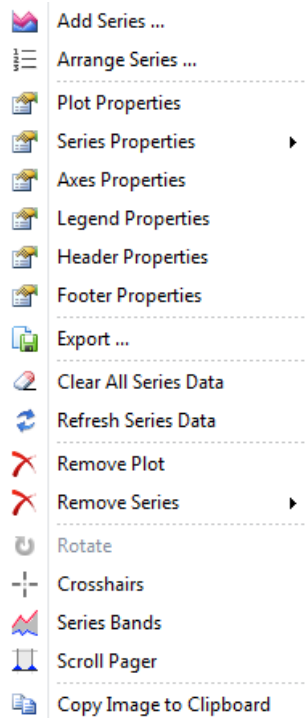 Add Series ...
Arrange Series ...
Plot Properties
Series Properties
Axes Properties
Legend Properties
Header Properties
Footer Properties
Export ...
Clear All Series Data
Refresh Series Data
Remove Plot
Remove Series
Rotate
Crosshairs
Series Bands
Scroll Pager
Copy Image to Clipboard